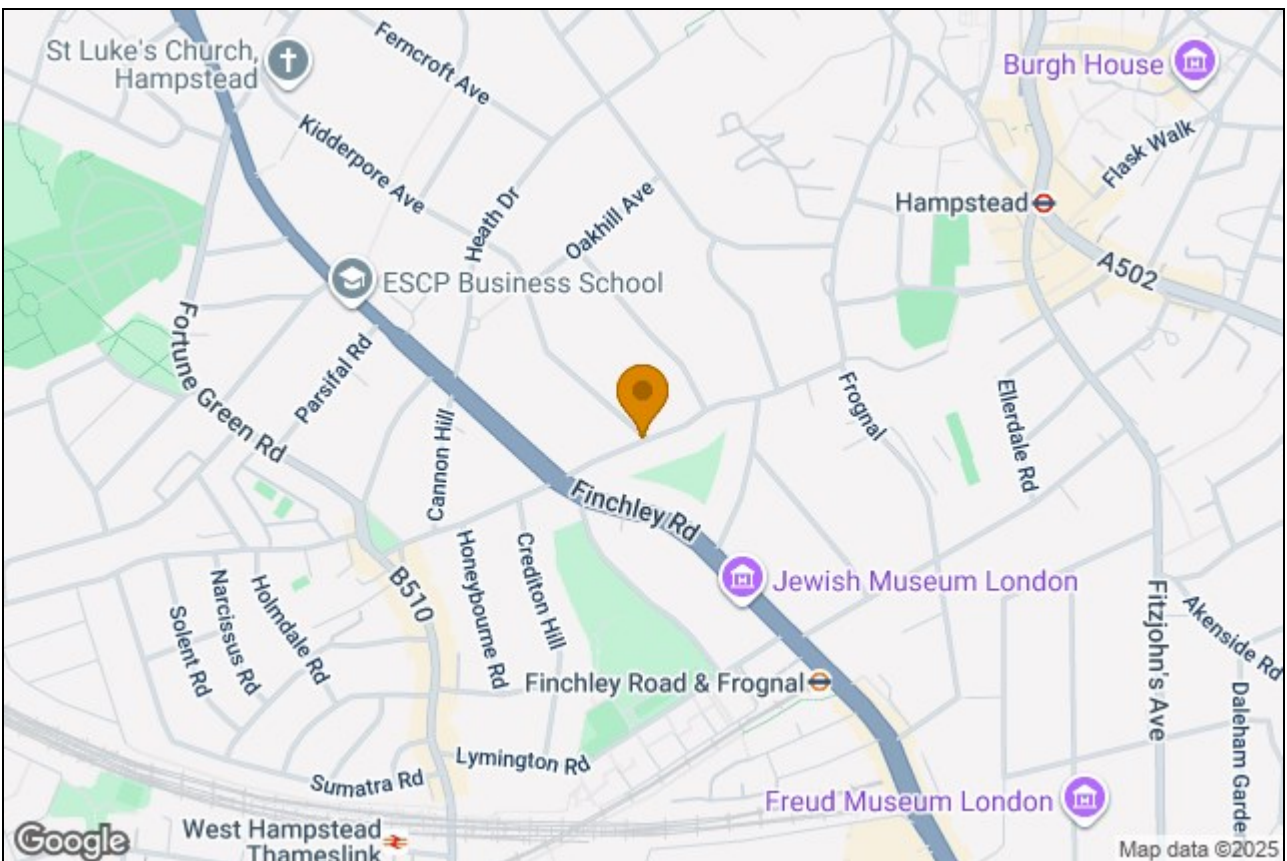 St Luke's Church,
Hampstead
Ferncroft Ave
Burgh House
Kidderpore Ave
Flask Walk
Heath Dr
Oakhill Ave
Hampstead
A502
ESCP Business School
Fortune Green Rd
Parsifal Rd
Cannon Hill
Frognal
Ellerdale Rd
Finchley Rd
Honeybourne Rd
Crediton Hill
Jewish Museum London
B510
Narcissus Rd
Holmdale Rd
Solent Rd
Fitzjohn's Ave
Akenside Rd
Finchley Road & Frognal
Daleham Garde
Lymington Rd
Sumatra Rd
Freud Museum London
West Hampstead
Thameslink
Google
Map data ©2025